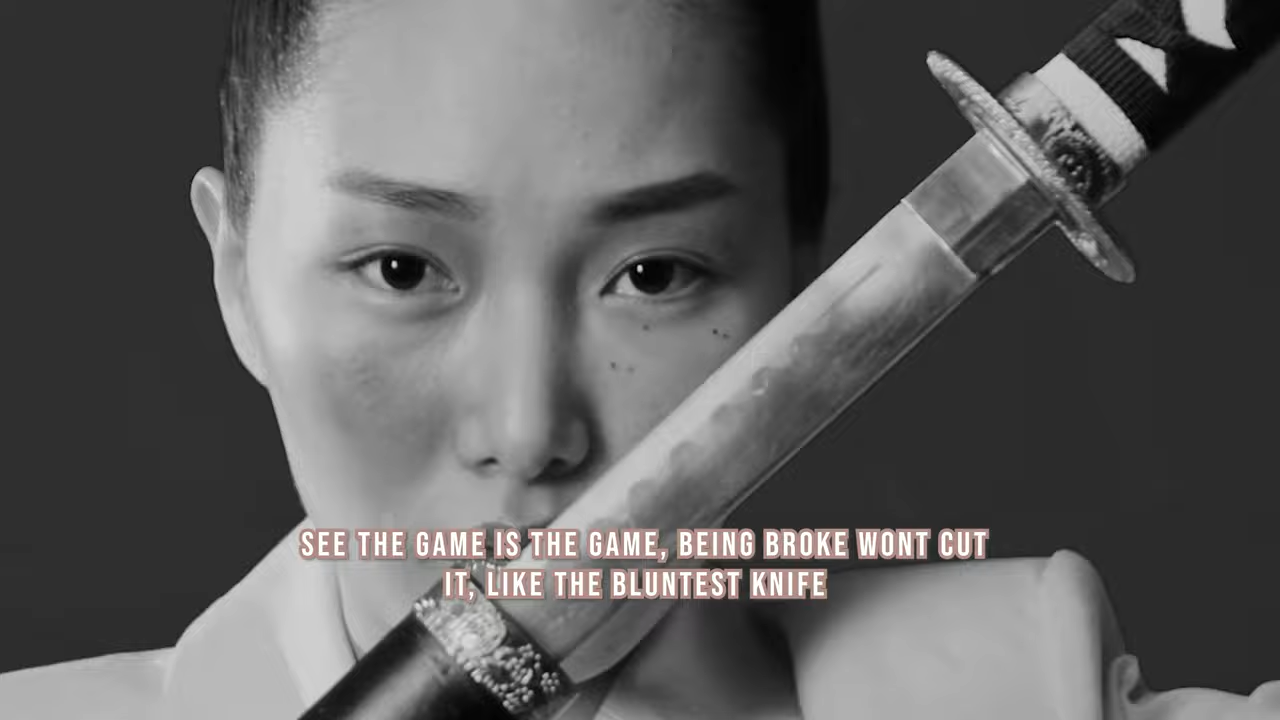 SEE THE GAME IS THE GAME, BEING BROKE WONT CUT
IT, LIKE THE BLUNTEST KNIFE